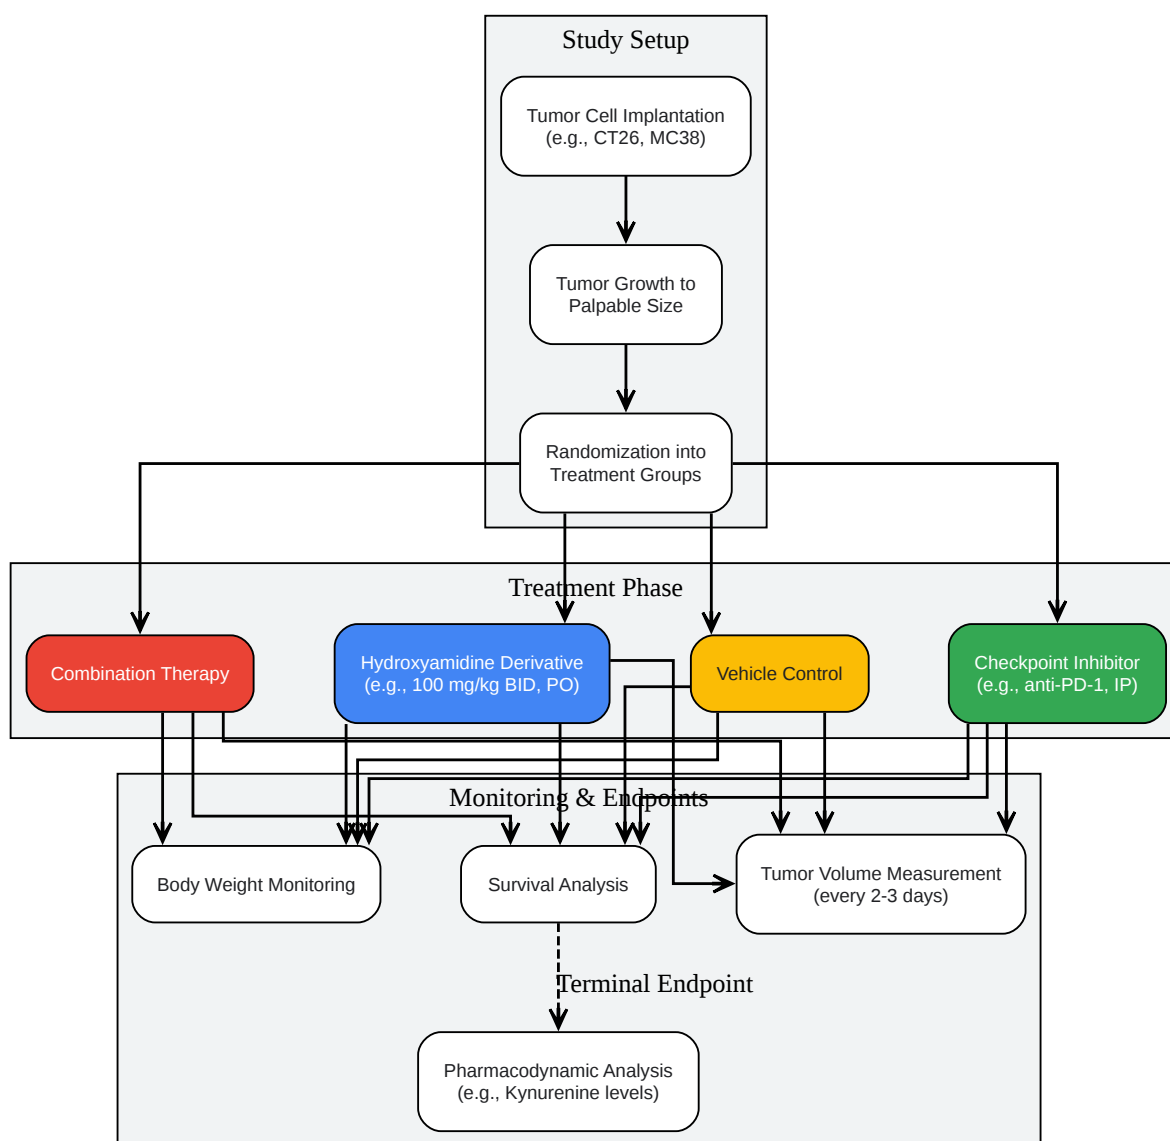 Study Setup
Tumor Cell Implantation
(e.g., CT26, MC38)
Tumor Growth to
Palpable Size
Randomization into
Treatment Groups
Treatment Phase
Combination Therapy
Hydroxyamidine Derivative
(e.g., 100 mg/kg BID, PO)
Vehicle Control
Checkpoint Inhibitor
(e.g., anti-PD-1, IP)
Monitoring & Endpoints
Body Weight Monitoring
Survival Analysis
Tumor Volume Measurement
(every 2-3 days)
Terminal Endpoint
Pharmacodynamic Analysis
(e.g., Kynurenine levels)